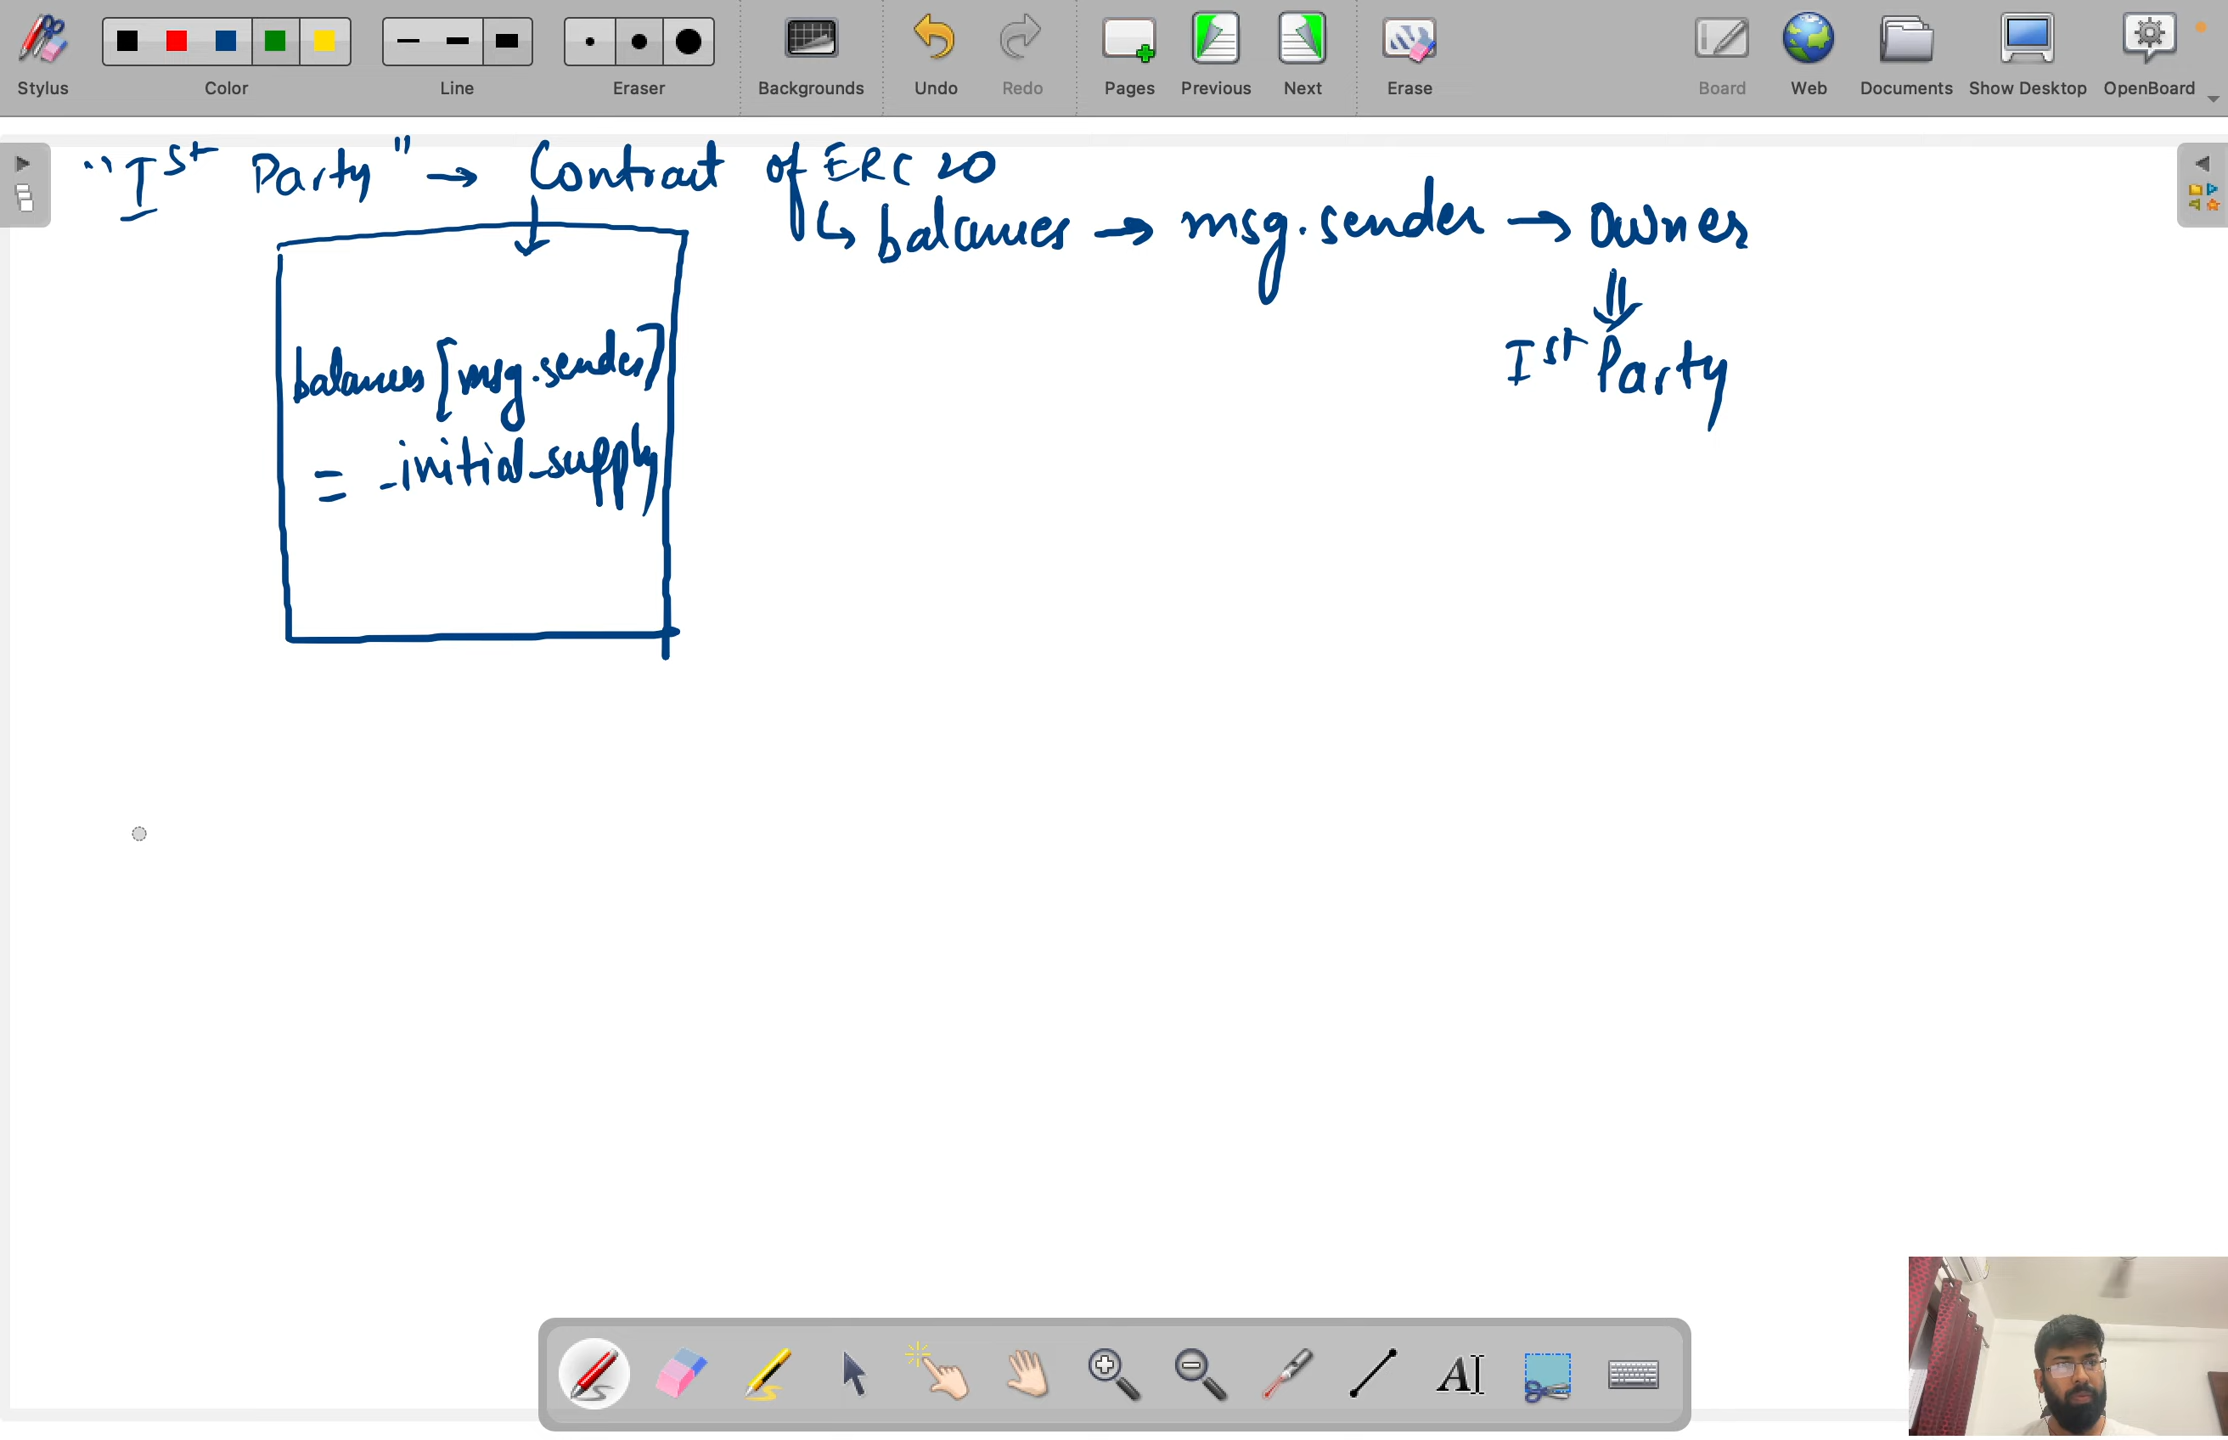 Stylus
Color
Line
Eraser
Backgrounds
Undo
Redo
Pages
Previous
Next
Erase
Board
Web
Documents
Show Desktop
OpenBoard
"Ist Party" → Contract of ERC 20
↳ balances → msg.sender → owner
⇓
Ist Party
balances [msg.sender]
= _initial_supply
AI